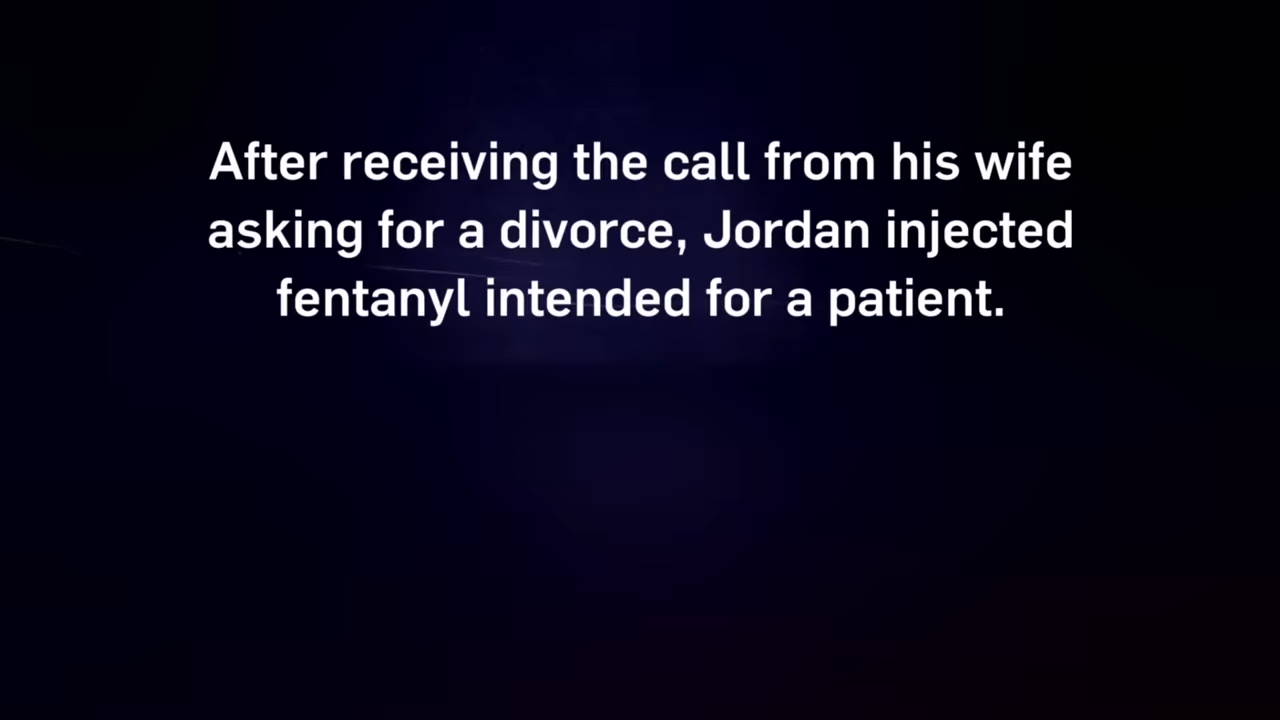 After receiving the call from his wife
asking for a divorce, Jordan injected
fentanyl intended for a patient.